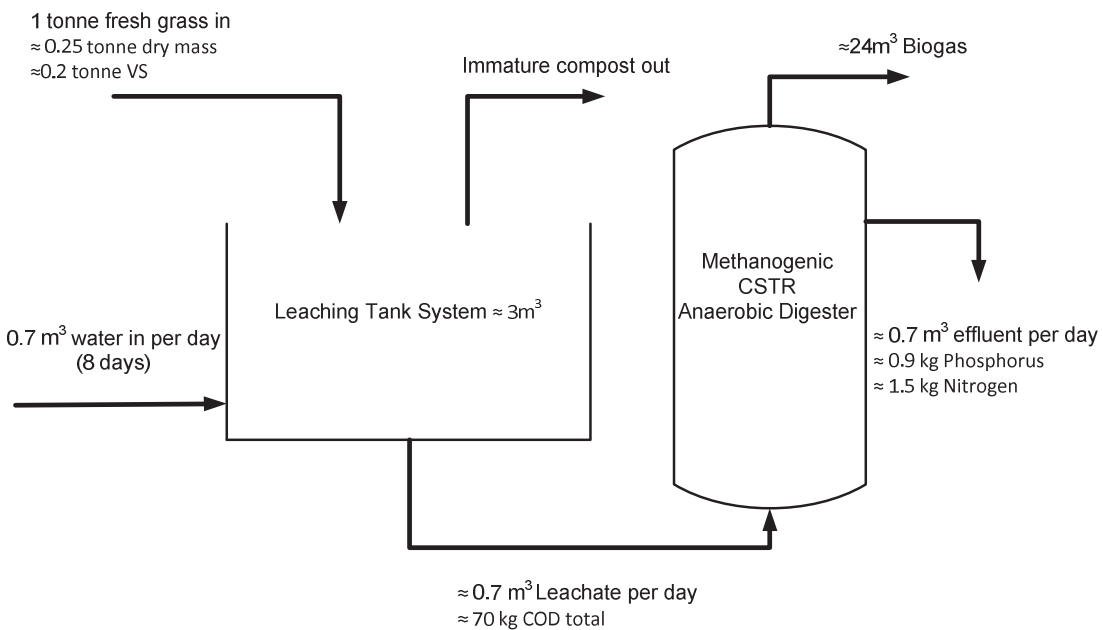 1 tonne fresh grass in
≈ 0.25 tonne dry mass
≈0.2 tonne VS
Immature compost out
≈24m³ Biogas
Leaching Tank System ≈ 3m³
0.7 m³ water in per day
(8 days)
Methanogenic
CSTR
Anaerobic Digester
≈ 0.7 m³ effluent per day
≈ 0.9 kg Phosphorus
≈ 1.5 kg Nitrogen
≈ 0.7 m³ Leachate per day
≈ 70 kg COD total